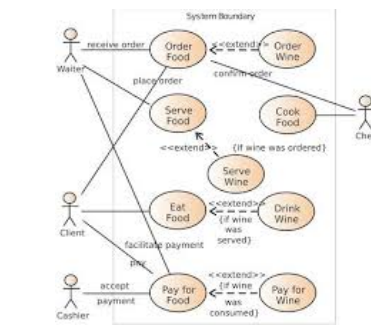 System Boundary
receive order
Order
Food
<<extend>>
Order
Wine
Waiter
place order
confirm order
Serve
Food
Cook
Food
Che
<<extend>>
{if wine was ordered}
Serve
Wine
Client
Eat
Food
<<extend>>
{if wine
was
served}
Drink
Wine
facilitate payment
pay
accept
payment
Cashier
Pay for
Food
<<extend>>
{if wine
was
consumed}
Pay for
Wine